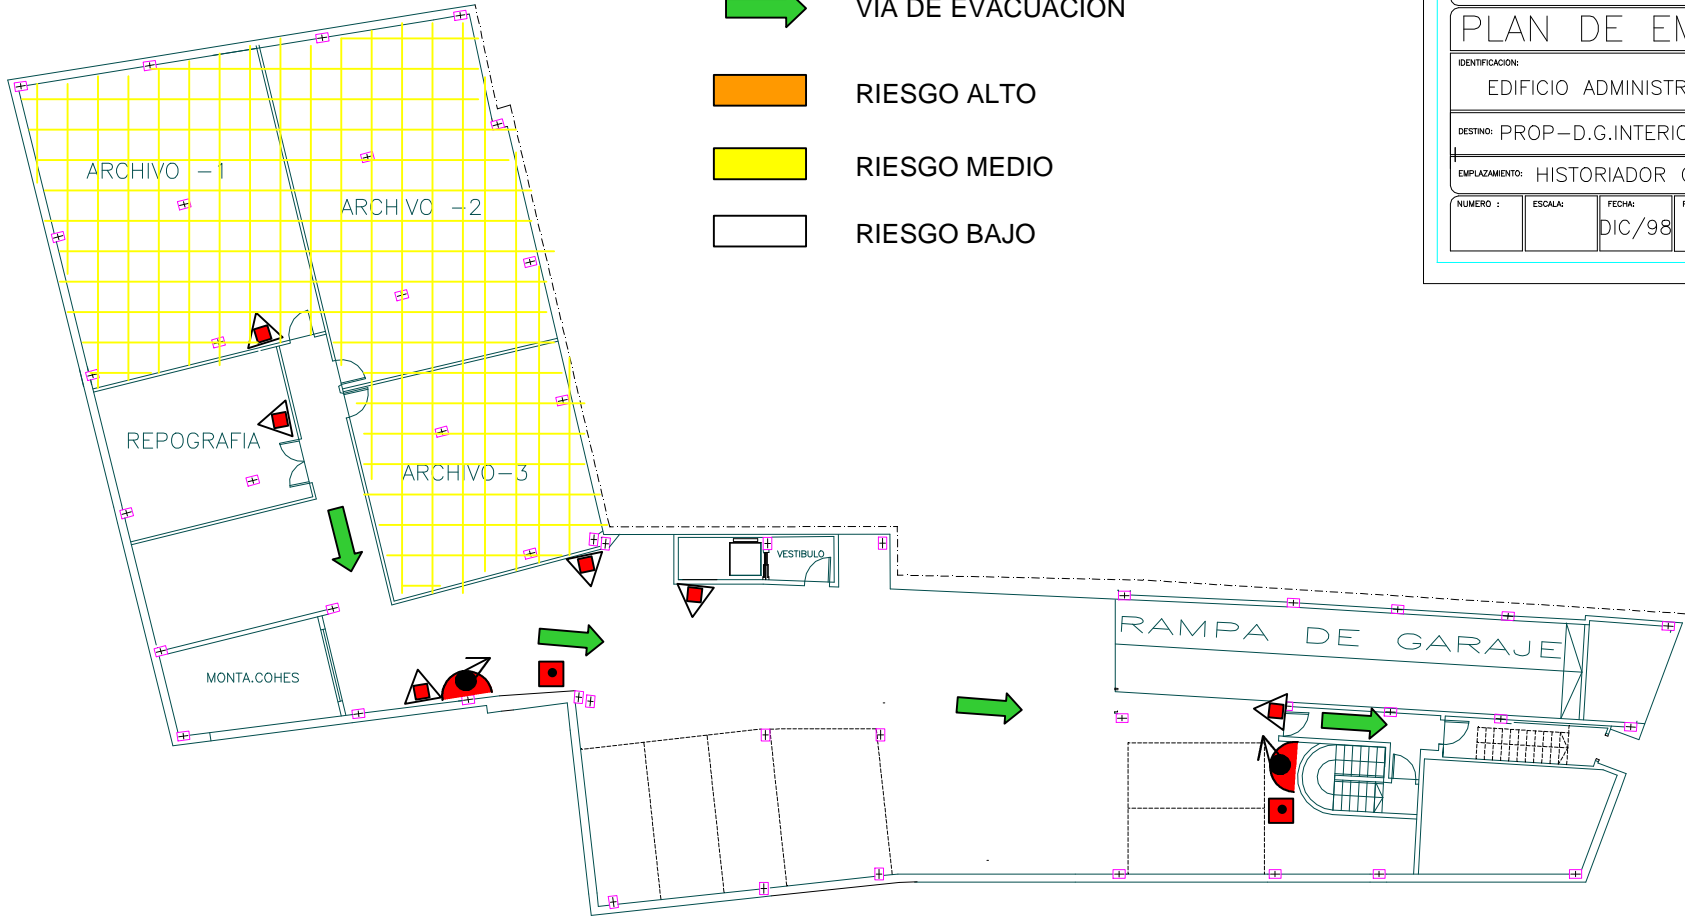 VIA DE EVACUACION
RIESGO ALTO
RIESGO MEDIO
RIESGO BAJO
PLAN DE EM
IDENTIFICACION:
EDIFICIO ADMINISTR
DESTINO: PROP-D.G.INTERIO
EMPLAZAMIENTO: HISTORIADOR
NUMERO : ESCALA: FECHA:
DIC/98
ARCHIVO -1
ARCHIVO -2
REPOGRAFIA
ARCHIVO-3
VESTIBULO
MONTA.COHES
RAMPA DE GARAJE